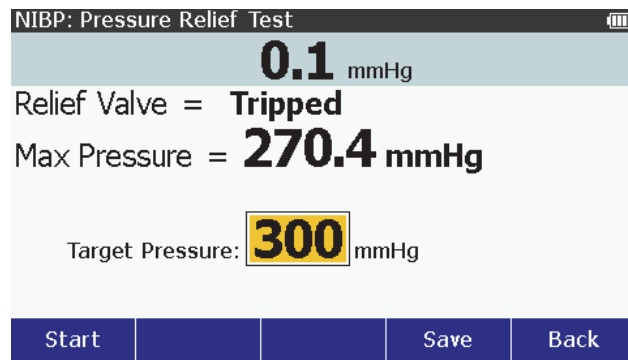 NIBP: Pressure Relief Test
0.1 mmHg
Relief Valve = Tripped
Max Pressure = 270.4 mmHg
Target Pressure: 300 mmHg
Start Save Back